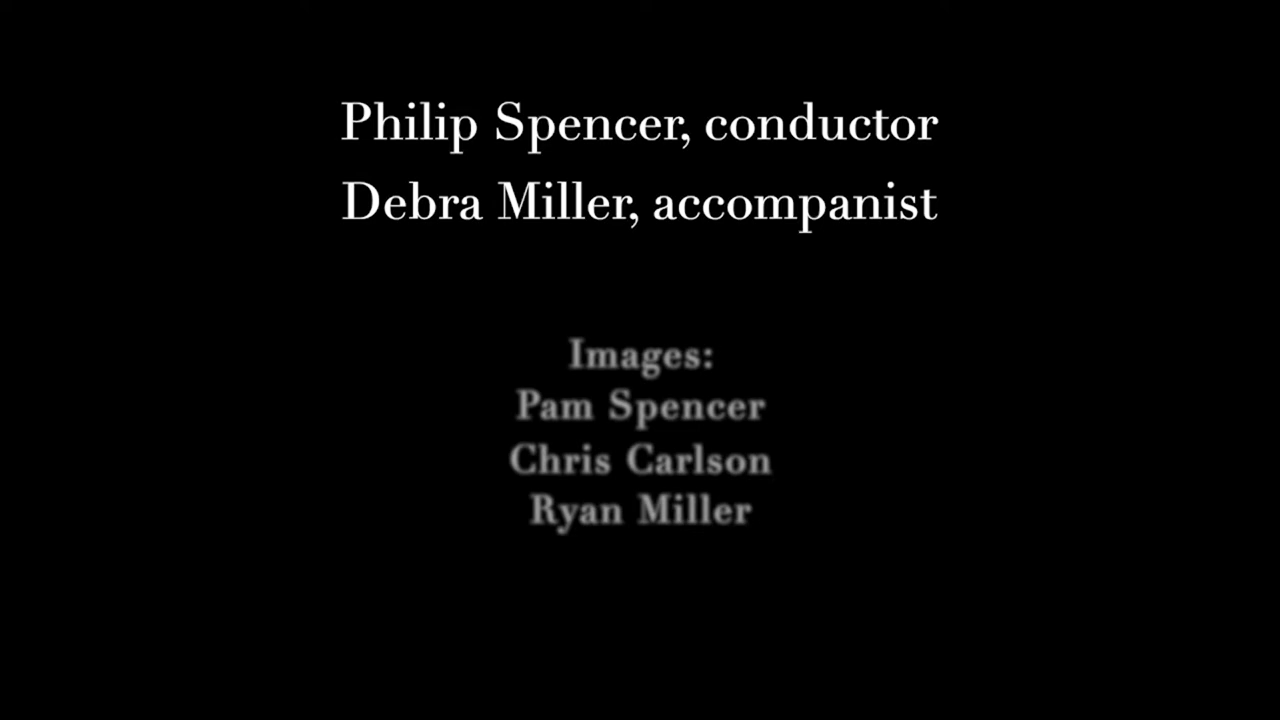 Philip Spencer, conductor
Debra Miller, accompanist
Images:
Pam Spencer
Chris Carlson
Ryan Miller